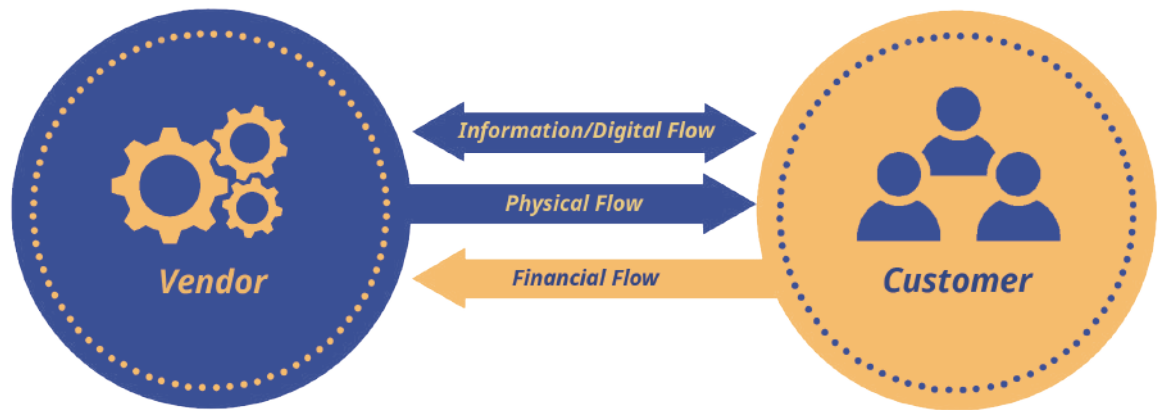 Information/Digital Flow
Physical Flow
Financial Flow
Vendor
Customer